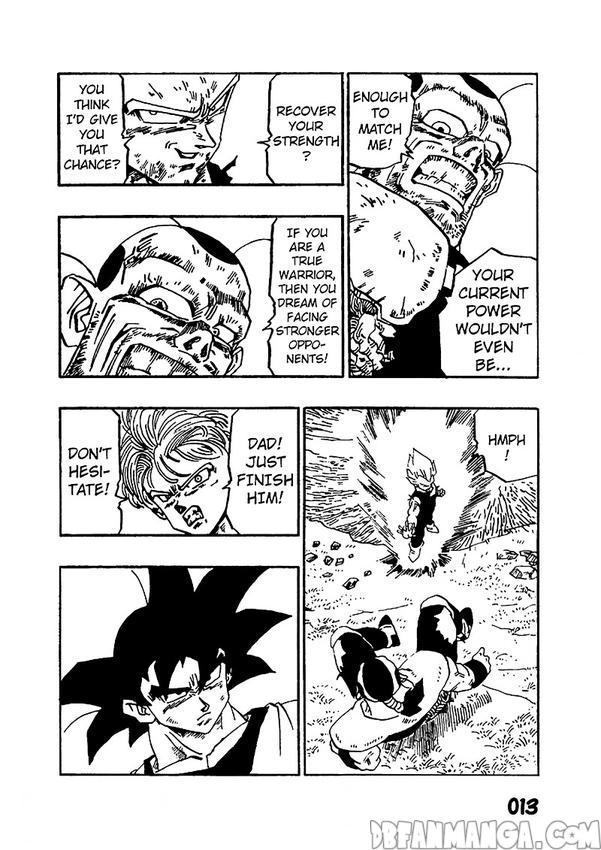 ENOUGH
TO
MATCH
ME!
YOUR
CURRENT
POWER
WOULDN'T
EVEN
BE...
RECOVER
YOUR
STRENGTH
?
YOU
THINK
I'D GIVE
YOU
THAT
CHANCE?
IF YOU
ARE A
TRUE
WARRIOR,
THEN YOU
DREAM OF
FACING
STRONGER
OPPO-
NENTS!
HMPH
!
DAD!
JUST
FINISH
HIM!
DON'T
HESI-
TATE!
013
DBFANMANGA.COM